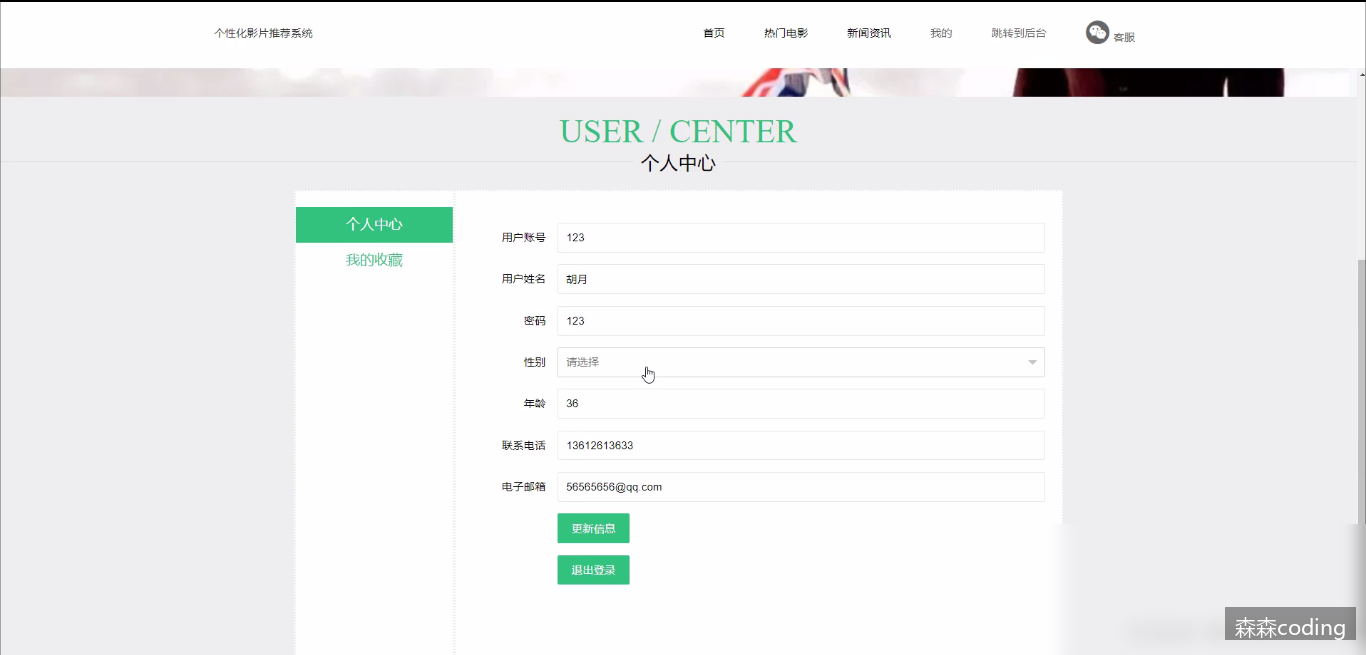 个性化影片推荐系统 首页 热门电影 新闻资讯 我的 跳转到后台 客服
USER / CENTER
个人中心
个人中心
我的收藏
用户账号 123
用户姓名 胡月
密码 123
性别 请选择
年龄 36
联系电话 13612613633
电子邮箱 56565656@qq.com
更新信息
退出登录
森森coding